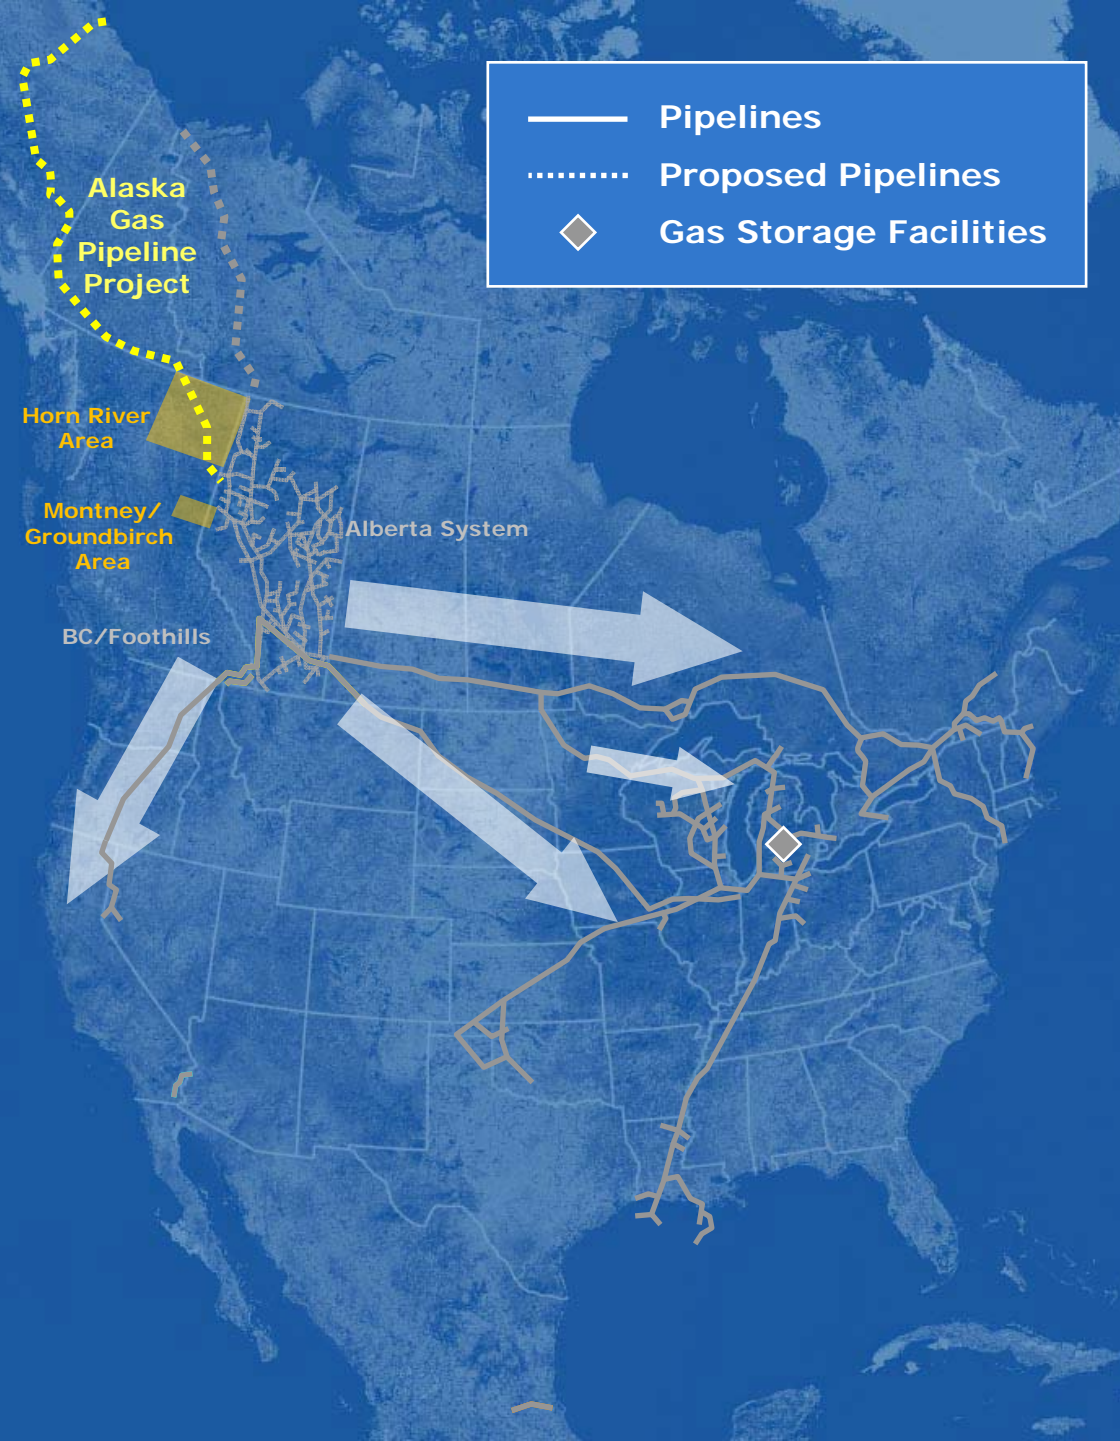 Pipelines
Proposed Pipelines
Gas Storage Facilities
Alaska
Gas
Pipeline
Project
Horn River
Area
Montney/
Groundbirch
Area
Alberta System
BC/Foothills